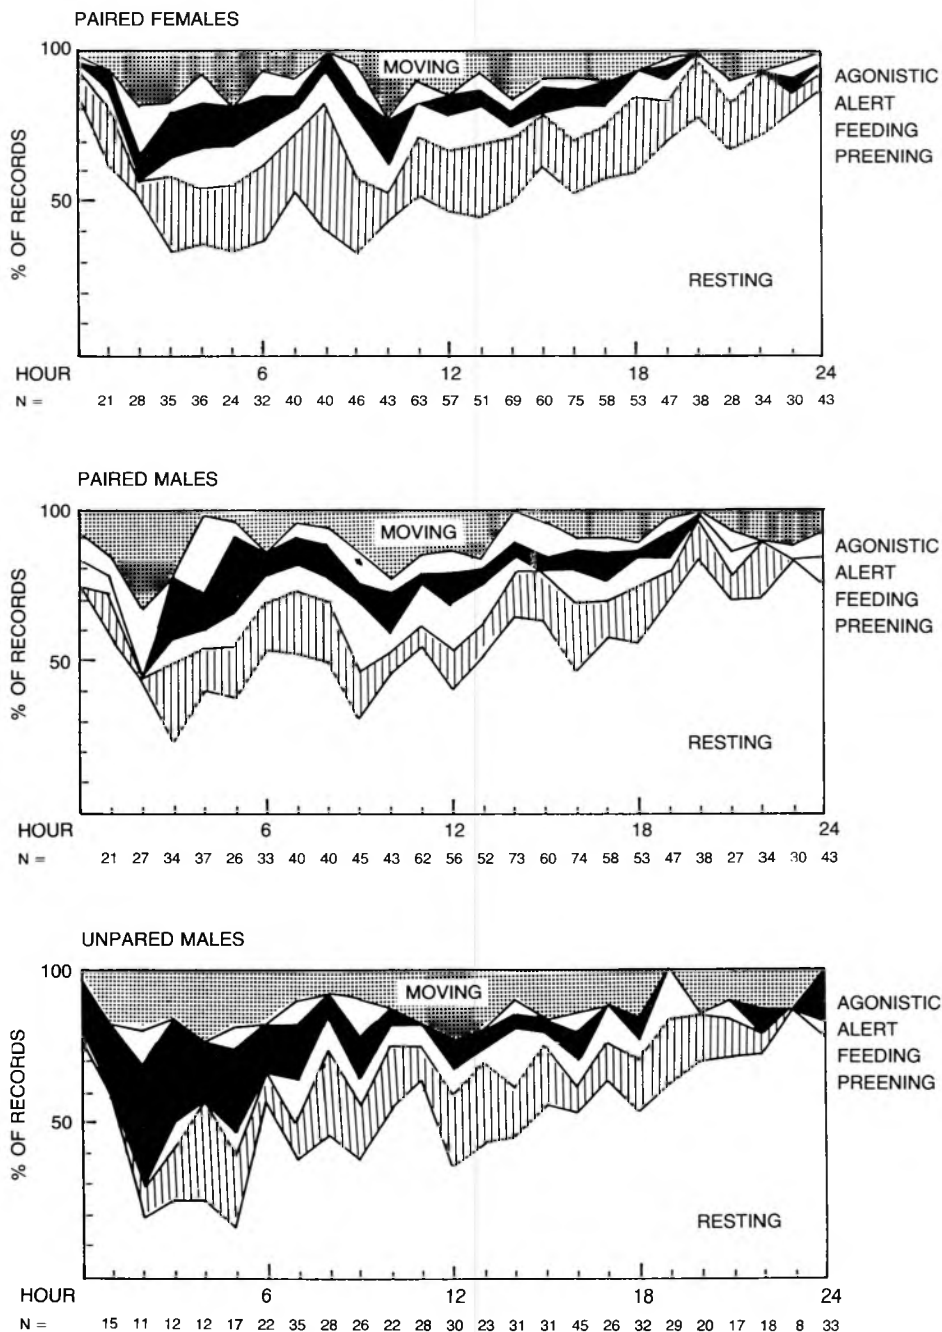 PAIRED FEMALES
100
MOVING
AGONISTIC
ALERT
FEEDING
PREENING
50
% OF RECORDS
RESTING
HOUR 6 12 18 24
N = 21 28 35 36 24 32 40 40 46 43 63 57 51 69 60 75 58 53 47 38 28 34 30 43
PAIRED MALES
100
MOVING
AGONISTIC
ALERT
FEEDING
PREENING
50
% OF RECORDS
RESTING
HOUR 6 12 18 24
N = 21 27 34 37 26 33 40 40 45 43 62 56 52 73 60 74 58 53 47 38 27 34 30 43
UNPARED MALES
100
MOVING
AGONISTIC
ALERT
FEEDING
PREENING
50
% OF RECORDS
RESTING
HOUR 6 12 18 24
N = 15 11 12 12 17 22 35 28 26 22 28 30 23 31 31 45 26 32 29 20 17 18 8 33